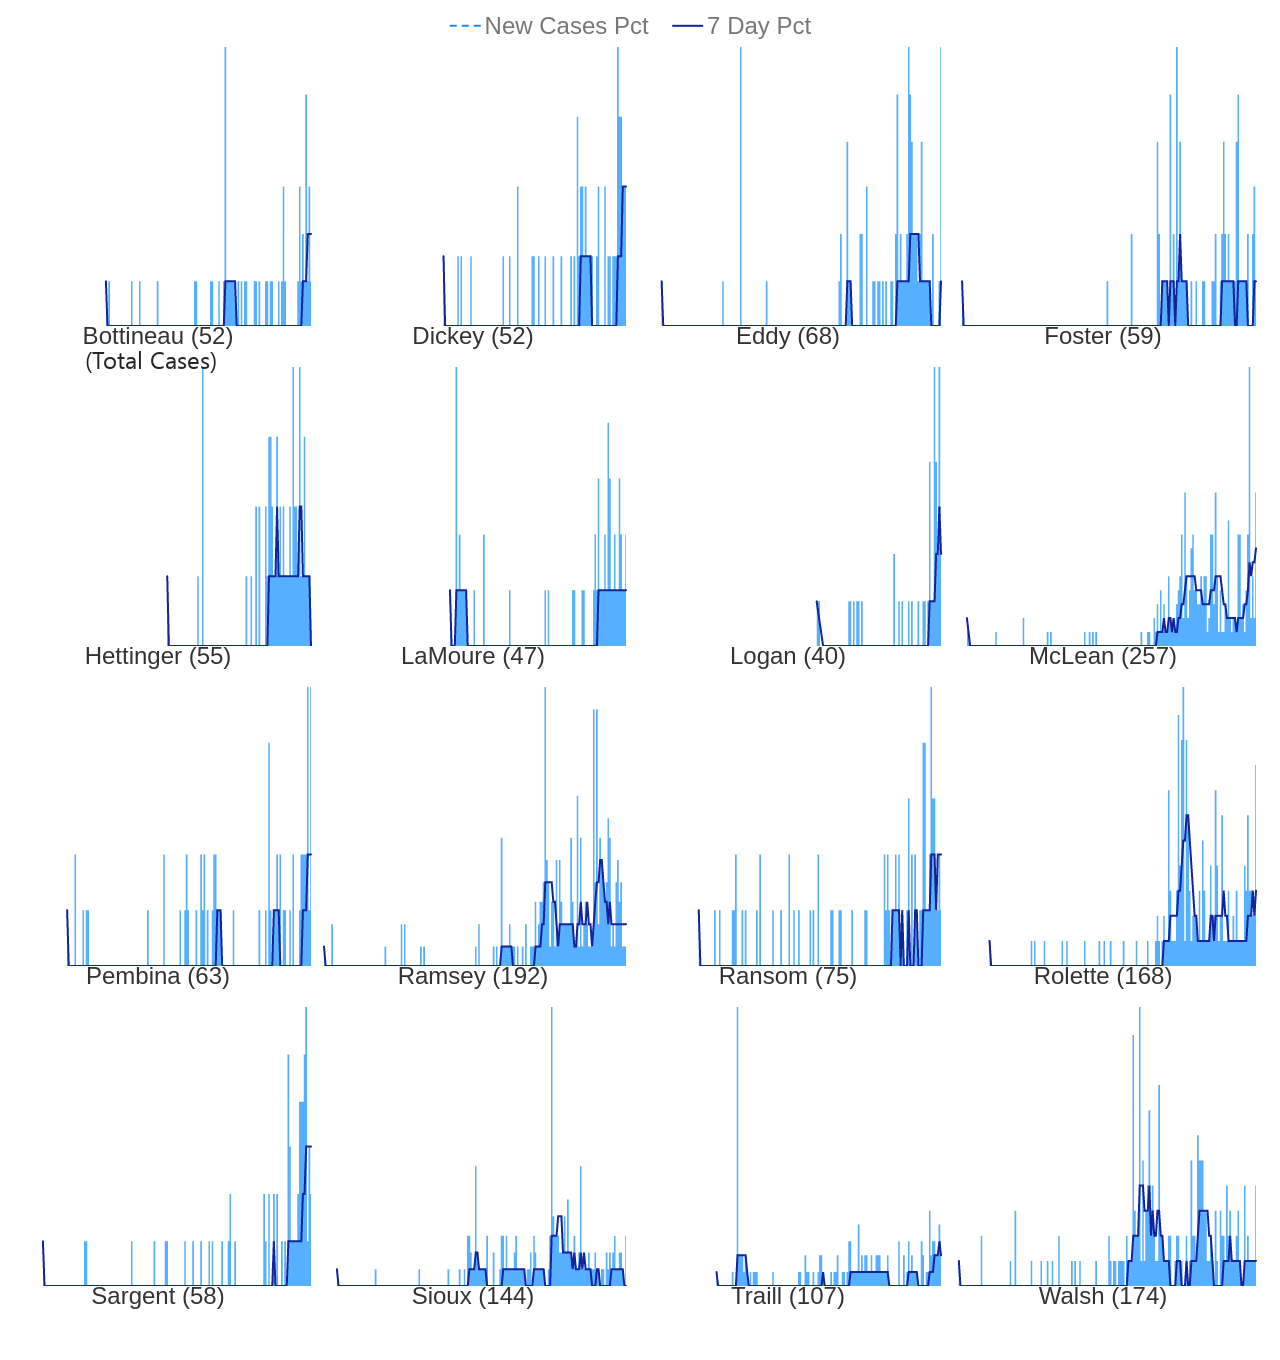 New Cases Pct 7 Day Pct
Bottineau (52) Dickey (52) Eddy (68) Foster (59)
(Total Cases)
Hettinger (55) LaMoure (47) Logan (40) McLean (257)
Pembina (63) Ramsey (192) Ransom (75) Rolette (168)
Sargent (58) Sioux (144) Traill (107) Walsh (174)